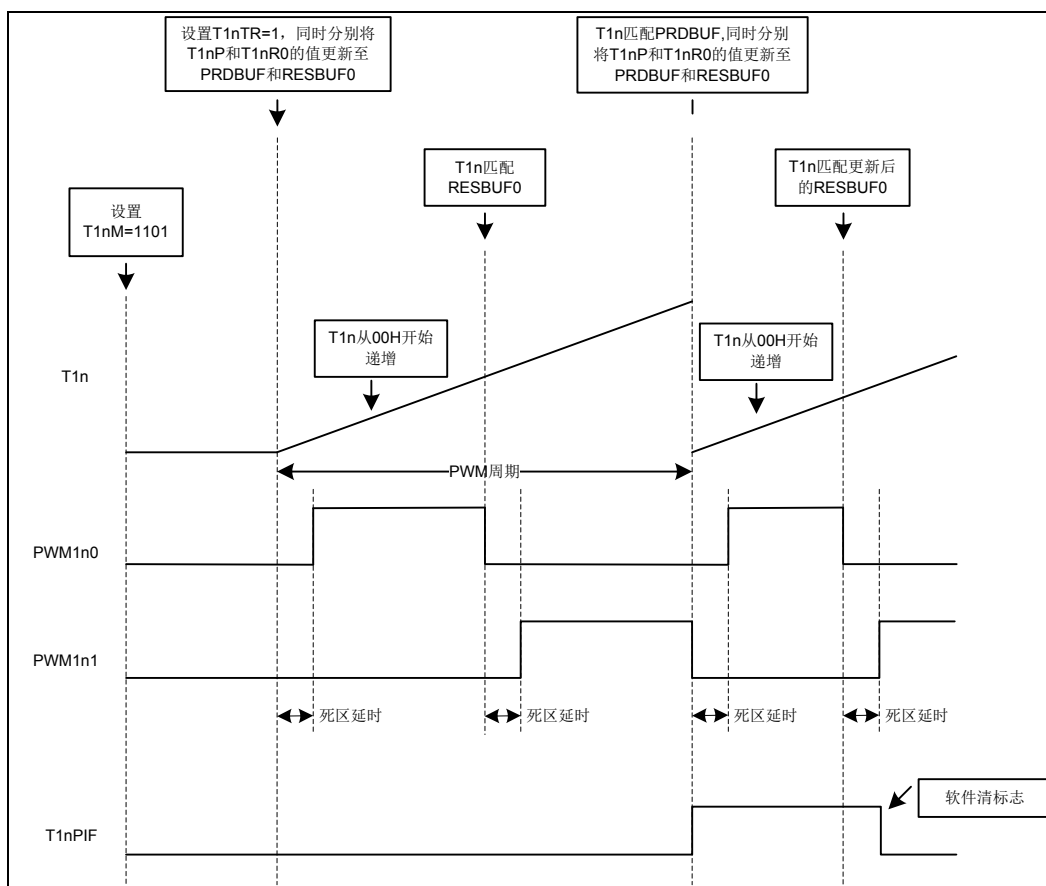 设置T1nTR=1，同时分别将
T1nP和T1nR0的值更新至
PRDBUF和RESBUF0
T1n匹配PRDBUF,同时分别
将T1nP和T1nR0的值更新至
PRDBUF和RESBUF0
T1n匹配
RESBUF0
T1n匹配更新后
的RESBUF0
设置
T1nM=1101
T1n从00H开始
递增
T1n从00H开始
递增
T1n
PWM周期
PWM1n0
PWM1n1
死区延时
死区延时
死区延时
死区延时
软件清标志
T1nPIF